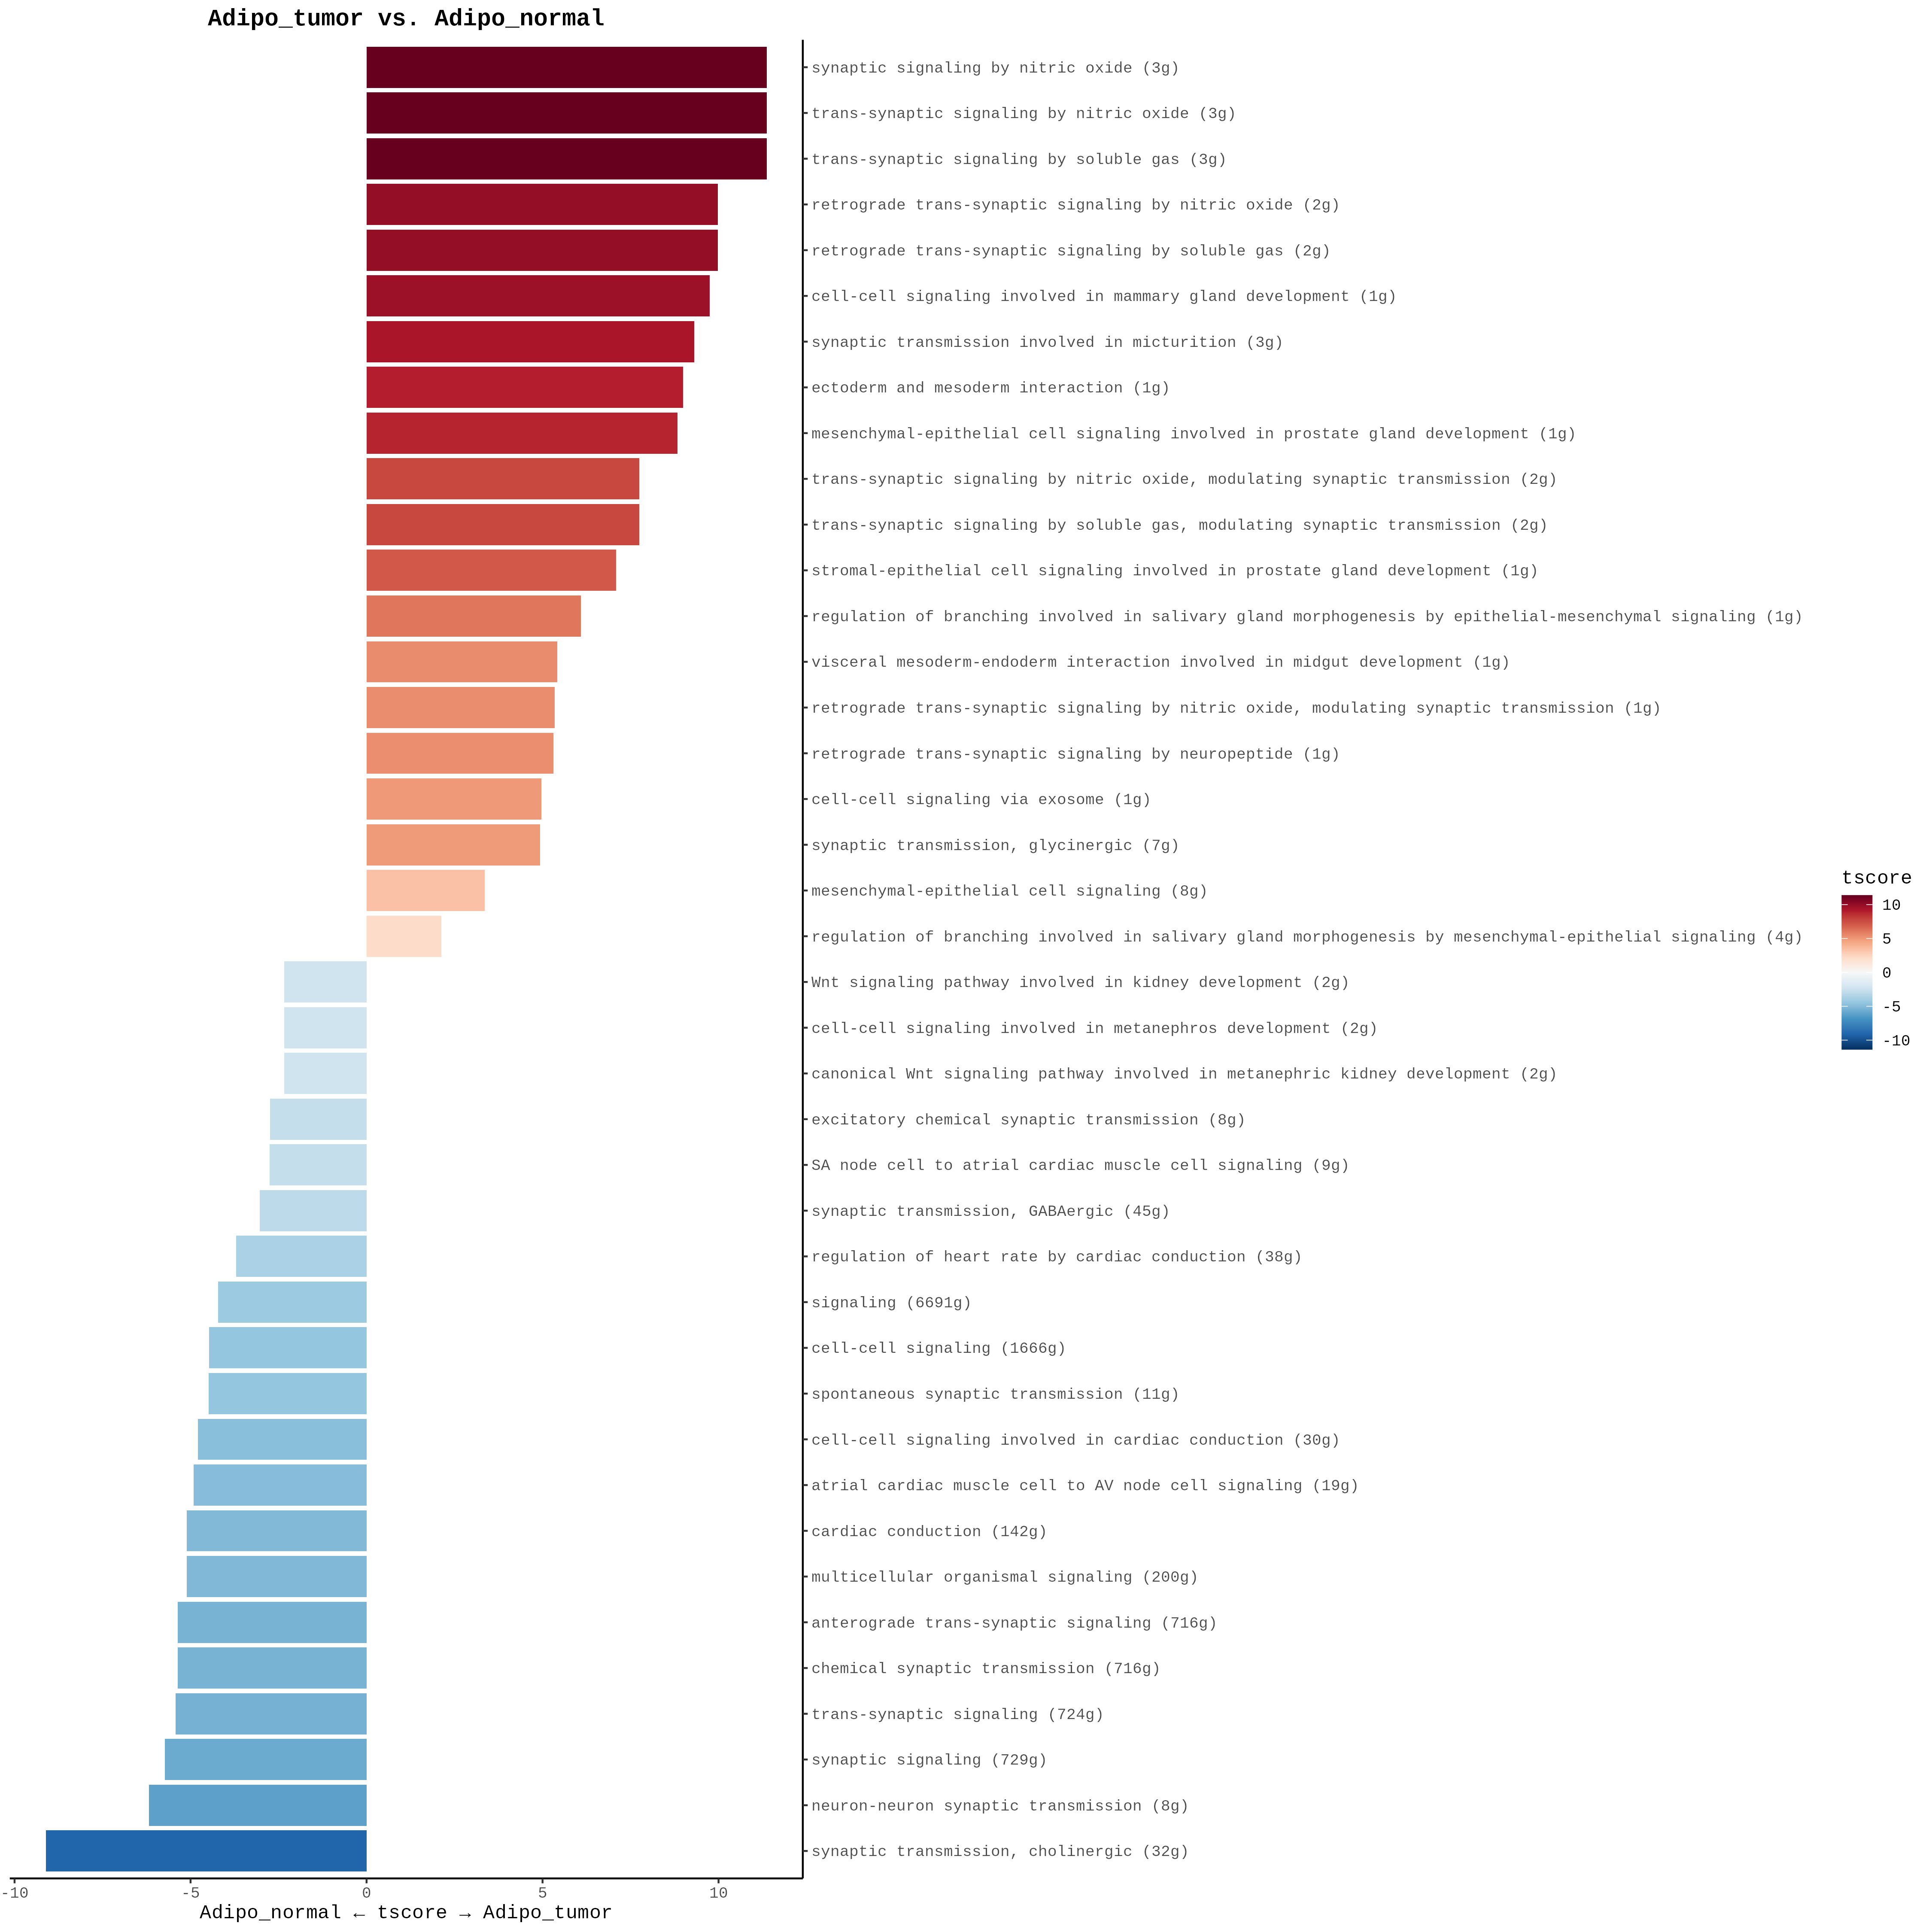 Adipo_tumor vs. Adipo_normal
synaptic signaling by nitric oxide (3g)
trans-synaptic signaling by nitric oxide (3g)
trans-synaptic signaling by soluble gas (3g)
retrograde trans-synaptic signaling by nitric oxide (2g)
retrograde trans-synaptic signaling by soluble gas (2g)
cell-cell signaling involved in mammary gland development (1g)
synaptic transmission involved in micturition (3g)
ectoderm and mesoderm interaction (1g)
mesenchymal-epithelial cell signaling involved in prostate gland development (1g)
trans-synaptic signaling by nitric oxide, modulating synaptic transmission (2g)
trans-synaptic signaling by soluble gas, modulating synaptic transmission (2g)
stromal-epithelial cell signaling involved in prostate gland development (1g)
regulation of branching involved in salivary gland morphogenesis by epithelial-mesenchymal signaling (1g)
visceral mesoderm-endoderm interaction involved in midgut development (1g)
retrograde trans-synaptic signaling by nitric oxide, modulating synaptic transmission (1g)
retrograde trans-synaptic signaling by neuropeptide (1g)
cell-cell signaling via exosome (1g)
synaptic transmission, glycinergic (7g)
mesenchymal-epithelial cell signaling (8g)
regulation of branching involved in salivary gland morphogenesis by mesenchymal-epithelial signaling (4g)
Wnt signaling pathway involved in kidney development (2g)
cell-cell signaling involved in metanephros development (2g)
canonical Wnt signaling pathway involved in metanephric kidney development (2g)
excitatory chemical synaptic transmission (8g)
SA node cell to atrial cardiac muscle cell signaling (9g)
synaptic transmission, GABAergic (45g)
regulation of heart rate by cardiac conduction (38g)
signaling (6691g)
cell-cell signaling (1666g)
spontaneous synaptic transmission (11g)
cell-cell signaling involved in cardiac conduction (30g)
atrial cardiac muscle cell to AV node cell signaling (19g)
cardiac conduction (142g)
multicellular organismal signaling (200g)
anterograde trans-synaptic signaling (716g)
chemical synaptic transmission (716g)
trans-synaptic signaling (724g)
synaptic signaling (729g)
neuron-neuron synaptic transmission (8g)
synaptic transmission, cholinergic (32g)
-10 -5 0 5 10
Adipo_normal ← tscore → Adipo_tumor
tscore
10
5
0
-5
-10